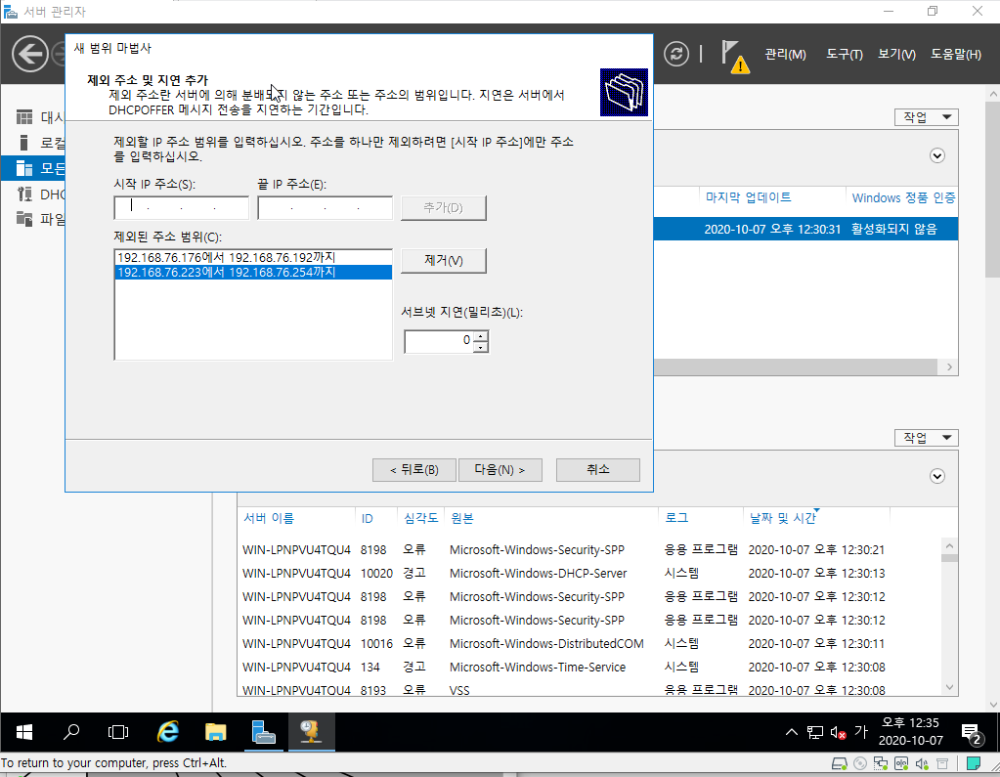 서버 관리자
관리(M)
도구(T)
보기(V)
도움말(H)
로컬
모든
DHC
파일
새 범위 마법사
제외 주소 및 지연 추가
제외 주소란 서버에 의해 분배되지 않는 주소 또는 주소의 범위입니다. 지연은 서버에서
DHCPOFFER 메시지 전송을 지연하는 기간입니다.
제외할 IP 주소 범위를 입력하십시오. 주소를 하나만 제외하려면 [시작 IP 주소]에만 주소
를 입력하십시오.
시작 IP 주소(S):
끝 IP 주소(E):
추가(D)
제외된 주소 범위(C):
192.168.76.176에서 192.168.76.192까지
192.168.76.223에서 192.168.76.254까지
제거(V)
서브넷 지연(밀리초)(L):
0
< 뒤로(B)
다음(N) >
취소
작업
마지막 업데이트
Windows 정품 인증
2020-10-07 오후 12:30:31 활성화되지 않음
작업
서버 이름 ID 심각도 원본 로그 날짜 및 시간
WIN-LPNPVU4TQU4 8198 오류 Microsoft-Windows-Security-SPP 응용 프로그램 2020-10-07 오후 12:30:21
WIN-LPNPVU4TQU4 10020 경고 Microsoft-Windows-DHCP-Server 시스템 2020-10-07 오후 12:30:13
WIN-LPNPVU4TQU4 8198 오류 Microsoft-Windows-Security-SPP 응용 프로그램 2020-10-07 오후 12:30:12
WIN-LPNPVU4TQU4 8198 오류 Microsoft-Windows-Security-SPP 응용 프로그램 2020-10-07 오후 12:30:12
WIN-LPNPVU4TQU4 10016 오류 Microsoft-Windows-DistributedCOM 시스템 2020-10-07 오후 12:30:11
WIN-LPNPVU4TQU4 134 경고 Microsoft-Windows-Time-Service 시스템 2020-10-07 오후 12:30:08
WIN-LPNPVU4TQU4 8193 오류 VSS 응용 프로그램 2020-10-07 오후 12:30:08
가
오후 12:35
2020-10-07
2
To return to your computer, press Ctrl+Alt.